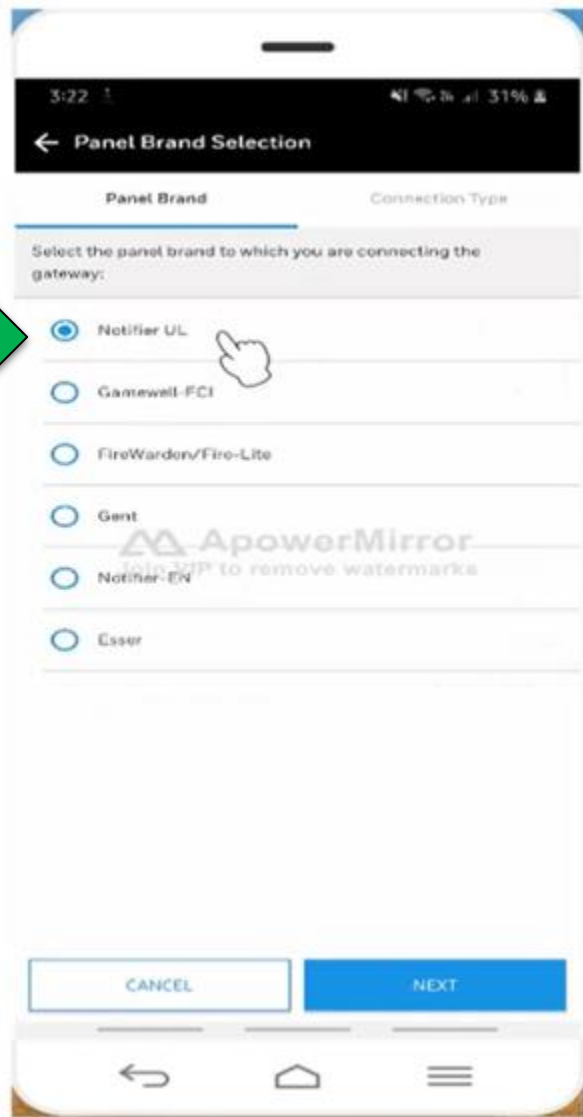 3:22
31%
Panel Brand Selection
Panel Brand
Connection Type
Select the panel brand to which you are connecting the
gateway:
Notifier UL
Gamewell-FCI
FireWarden/Fire-Lite
Gent
ApowerMirror
Join VIP to remove watermarks
Notifier-EN
Esser
CANCEL
NEXT